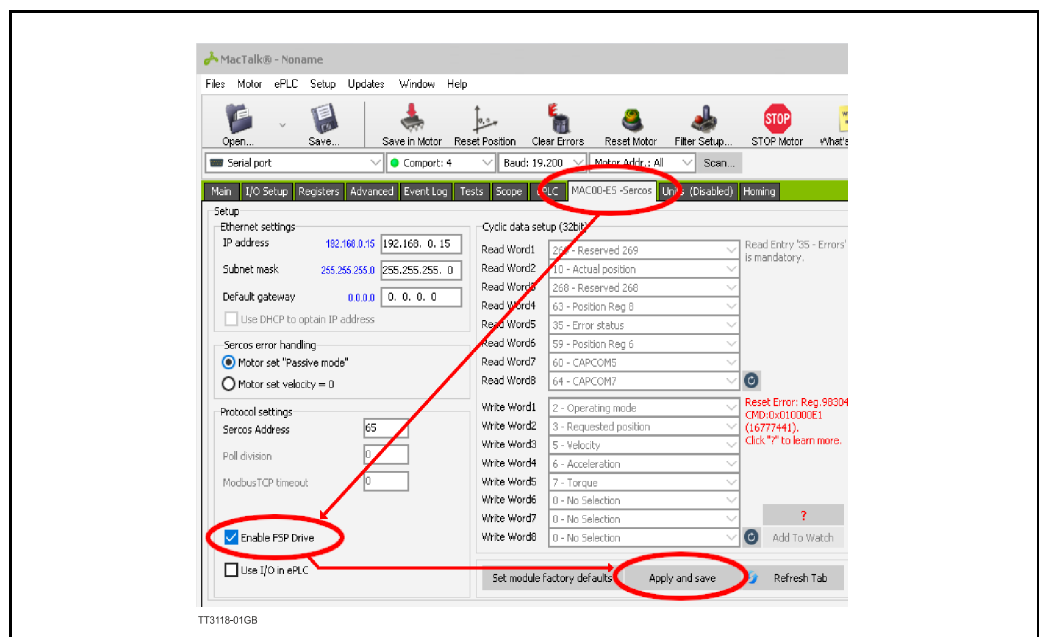 MacTalk® - Noname
Files Motor ePLC Setup Updates Window Help
Open... Save... Save in Motor Reset Position Clear Errors Reset Motor Filter Setup... STOP Motor What's
STOP
Serial port Comport: 4 Baud: 19.200 Motor Addr.: All Scan...
Main I/O Setup Registers Advanced Event Log Tests Scope ePLC MAC00-ES -Sercos (Disabled) Homing
Setup
Ethernet settings
IP address 192.168.0.15 192.168. 0. 15
Subnet mask 255.255.255.0 255.255.255. 0
Default gateway 0.0.0.0 0. 0. 0. 0
Use DHCP to optain IP address
Sercos error handling
Motor set "Passive mode"
Motor set velocity = 0
Protocol settings
Sercos Address 65
Poll division 0
ModbusTCP timeout 0
Enable FSP Drive
Use I/O in ePLC
Cyclic data setup (32bit)
Read Word1 269 - Reserved 269
Read Word2 10 - Actual position
Read Word3 268 - Reserved 268
Read Word4 63 - Position Reg 8
Read Word5 35 - Error status
Read Word6 59 - Position Reg 6
Read Word7 60 - CAPCOM5
Read Word8 64 - CAPCOM7
Read Entry '35 - Errors'
is mandatory.
Write Word1 2 - Operating mode
Write Word2 3 - Requested position
Write Word3 5 - Velocity
Write Word4 6 - Acceleration
Write Word5 7 - Torque
Write Word6 0 - No Selection
Write Word7 0 - No Selection
Write Word8 0 - No Selection
Reset Error: Reg.98304
CMD:0x010000E1
(16777441).
Click "?" to learn more.
?
Add To Watch
Set module factory defaults Apply and save Refresh Tab
TT3118-01GB